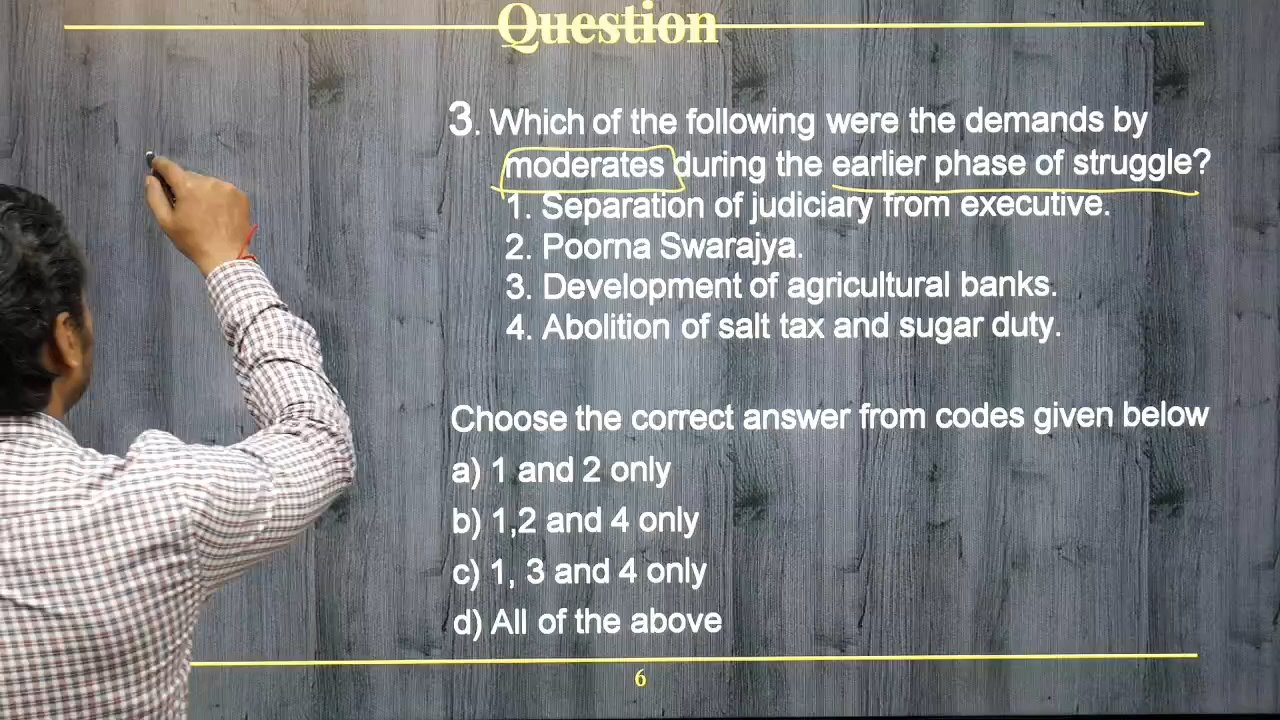 Question
3. Which of the following were the demands by
moderates during the earlier phase of struggle?
1. Separation of judiciary from executive.
2. Poorna Swarajya.
3. Development of agricultural banks.
4. Abolition of salt tax and sugar duty.
Choose the correct answer from codes given below
a) 1 and 2 only
b) 1,2 and 4 only
c) 1, 3 and 4 only
d) All of the above
6